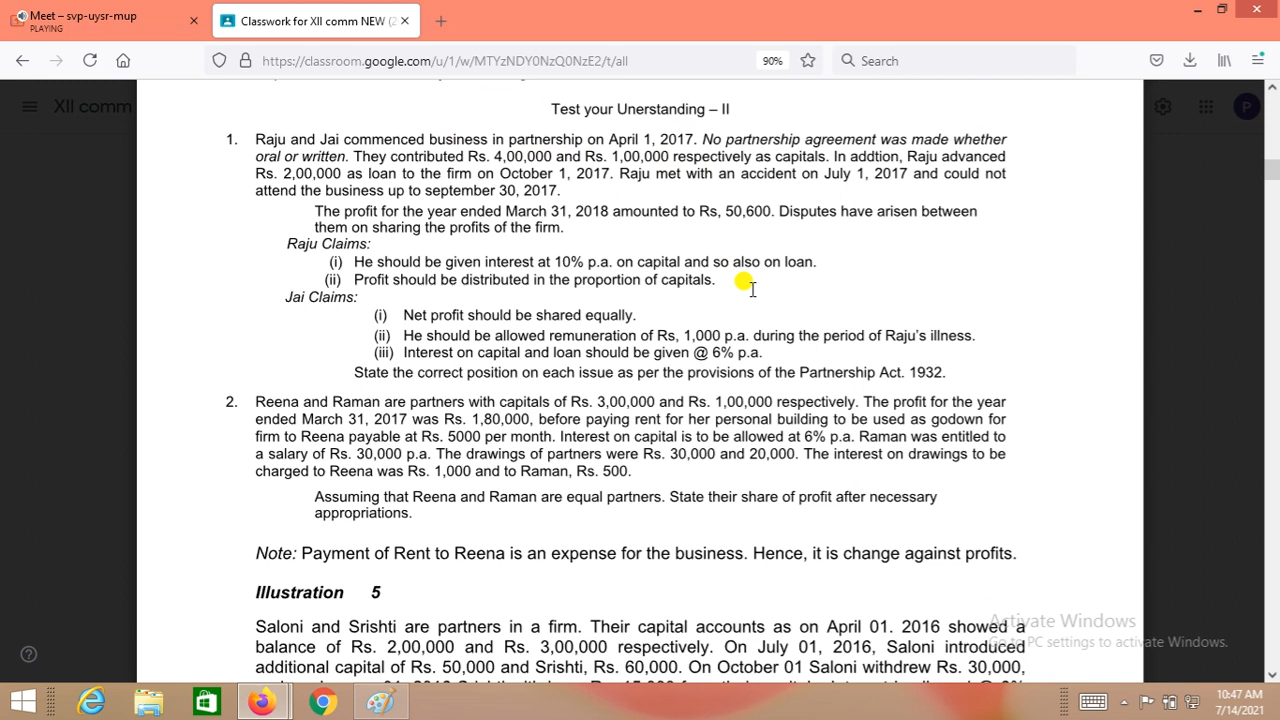 Meet – svp-uysr-mup
PLAYING
Classwork for XII comm NEW (2
https://classroom.google.com/u/1/w/MTYzNDY0NzQ0NzE2/t/all
90%
Search
XII comm
P
Test your Unerstanding – II
1. Raju and Jai commenced business in partnership on April 1, 2017. No partnership agreement was made whether
oral or written. They contributed Rs. 4,00,000 and Rs. 1,00,000 respectively as capitals. In addtion, Raju advanced
Rs. 2,00,000 as loan to the firm on October 1, 2017. Raju met with an accident on July 1, 2017 and could not
attend the business up to september 30, 2017.
The profit for the year ended March 31, 2018 amounted to Rs, 50,600. Disputes have arisen between
them on sharing the profits of the firm.
Raju Claims:
(i) He should be given interest at 10% p.a. on capital and so also on loan.
(ii) Profit should be distributed in the proportion of capitals.
Jai Claims:
(i) Net profit should be shared equally.
(ii) He should be allowed remuneration of Rs, 1,000 p.a. during the period of Raju's illness.
(iii) Interest on capital and loan should be given @ 6% p.a.
State the correct position on each issue as per the provisions of the Partnership Act. 1932.
2. Reena and Raman are partners with capitals of Rs. 3,00,000 and Rs. 1,00,000 respectively. The profit for the year
ended March 31, 2017 was Rs. 1,80,000, before paying rent for her personal building to be used as godown for
firm to Reena payable at Rs. 5000 per month. Interest on capital is to be allowed at 6% p.a. Raman was entitled to
a salary of Rs. 30,000 p.a. The drawings of partners were Rs. 30,000 and 20,000. The interest on drawings to be
charged to Reena was Rs. 1,000 and to Raman, Rs. 500.
Assuming that Reena and Raman are equal partners. State their share of profit after necessary
appropriations.
Note: Payment of Rent to Reena is an expense for the business. Hence, it is change against profits.
Illustration 5
Saloni and Srishti are partners in a firm. Their capital accounts as on April 01. 2016 showed a
balance of Rs. 2,00,000 and Rs. 3,00,000 respectively. On July 01, 2016, Saloni introduced
additional capital of Rs. 50,000 and Srishti, Rs. 60,000. On October 01 Saloni withdrew Rs. 30,000,
Activate Windows
Go to PC settings to activate Windows.
10:47 AM
7/14/2021